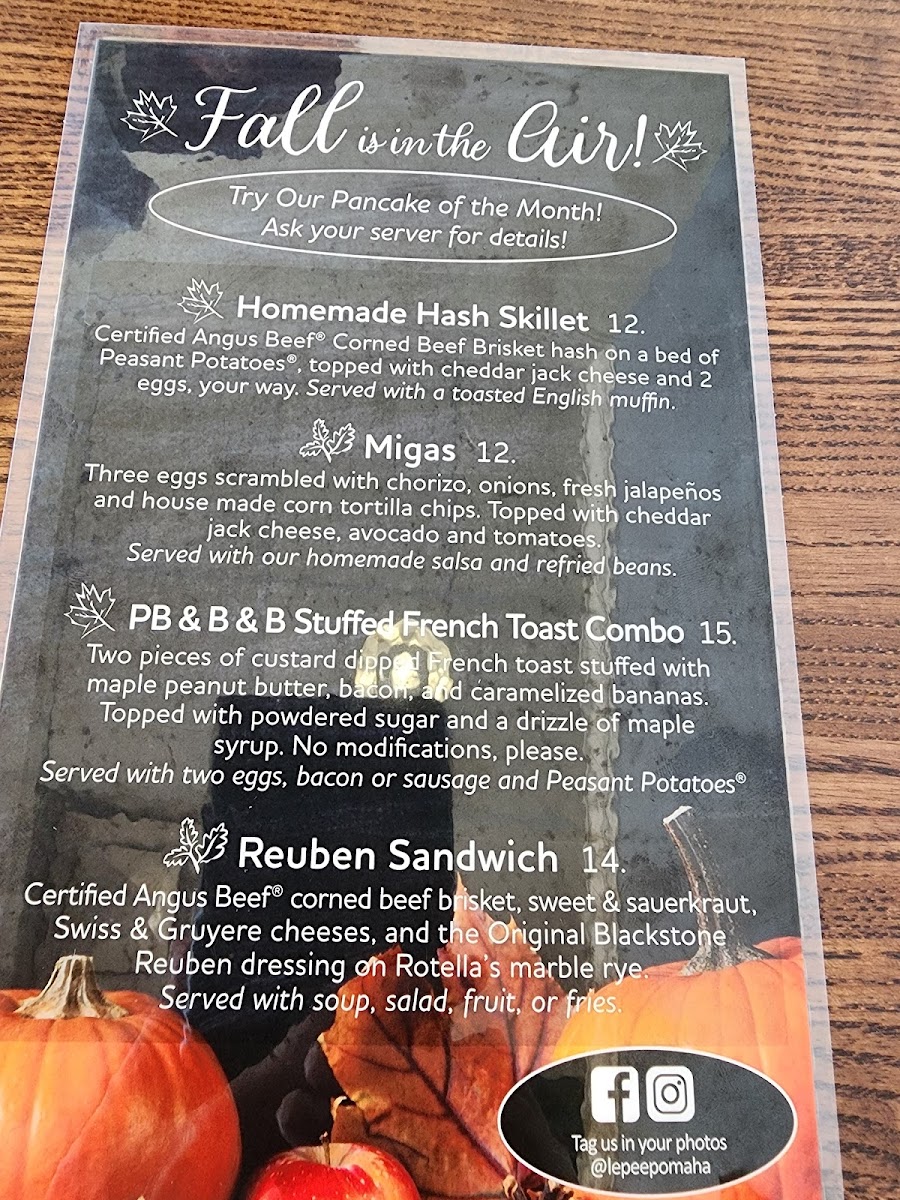 Fall is in the Air!
Try Our Pancake of the Month!
Ask your server for details!
Homemade Hash Skillet 12.
Certified Angus Beef® Corned Beef Brisket hash on a bed of
Peasant Potatoes®, topped with cheddar jack cheese and 2
eggs, your way. Served with a toasted English muffin.
Migas 12.
Three eggs scrambled with chorizo, onions, fresh jalapeños
and house made corn tortilla chips. Topped with cheddar
jack cheese, avocado and tomatoes.
Served with our homemade salsa and refried beans.
PB & B & B Stuffed French Toast Combo 15.
Two pieces of custard dipped French toast stuffed with
maple peanut butter, bacon, and caramelized bananas.
Topped with powdered sugar and a drizzle of maple
syrup. No modifications, please.
Served with two eggs, bacon or sausage and Peasant Potatoes®
Reuben Sandwich 14.
Certified Angus Beef® corned beef brisket, sweet & sauerkraut,
Swiss & Gruyere cheeses, and the Original Blackstone
Reuben dressing on Rotella's marble rye.
Served with soup, salad, fruit, or fries.
Tag us in your photos
@lepeepomaha